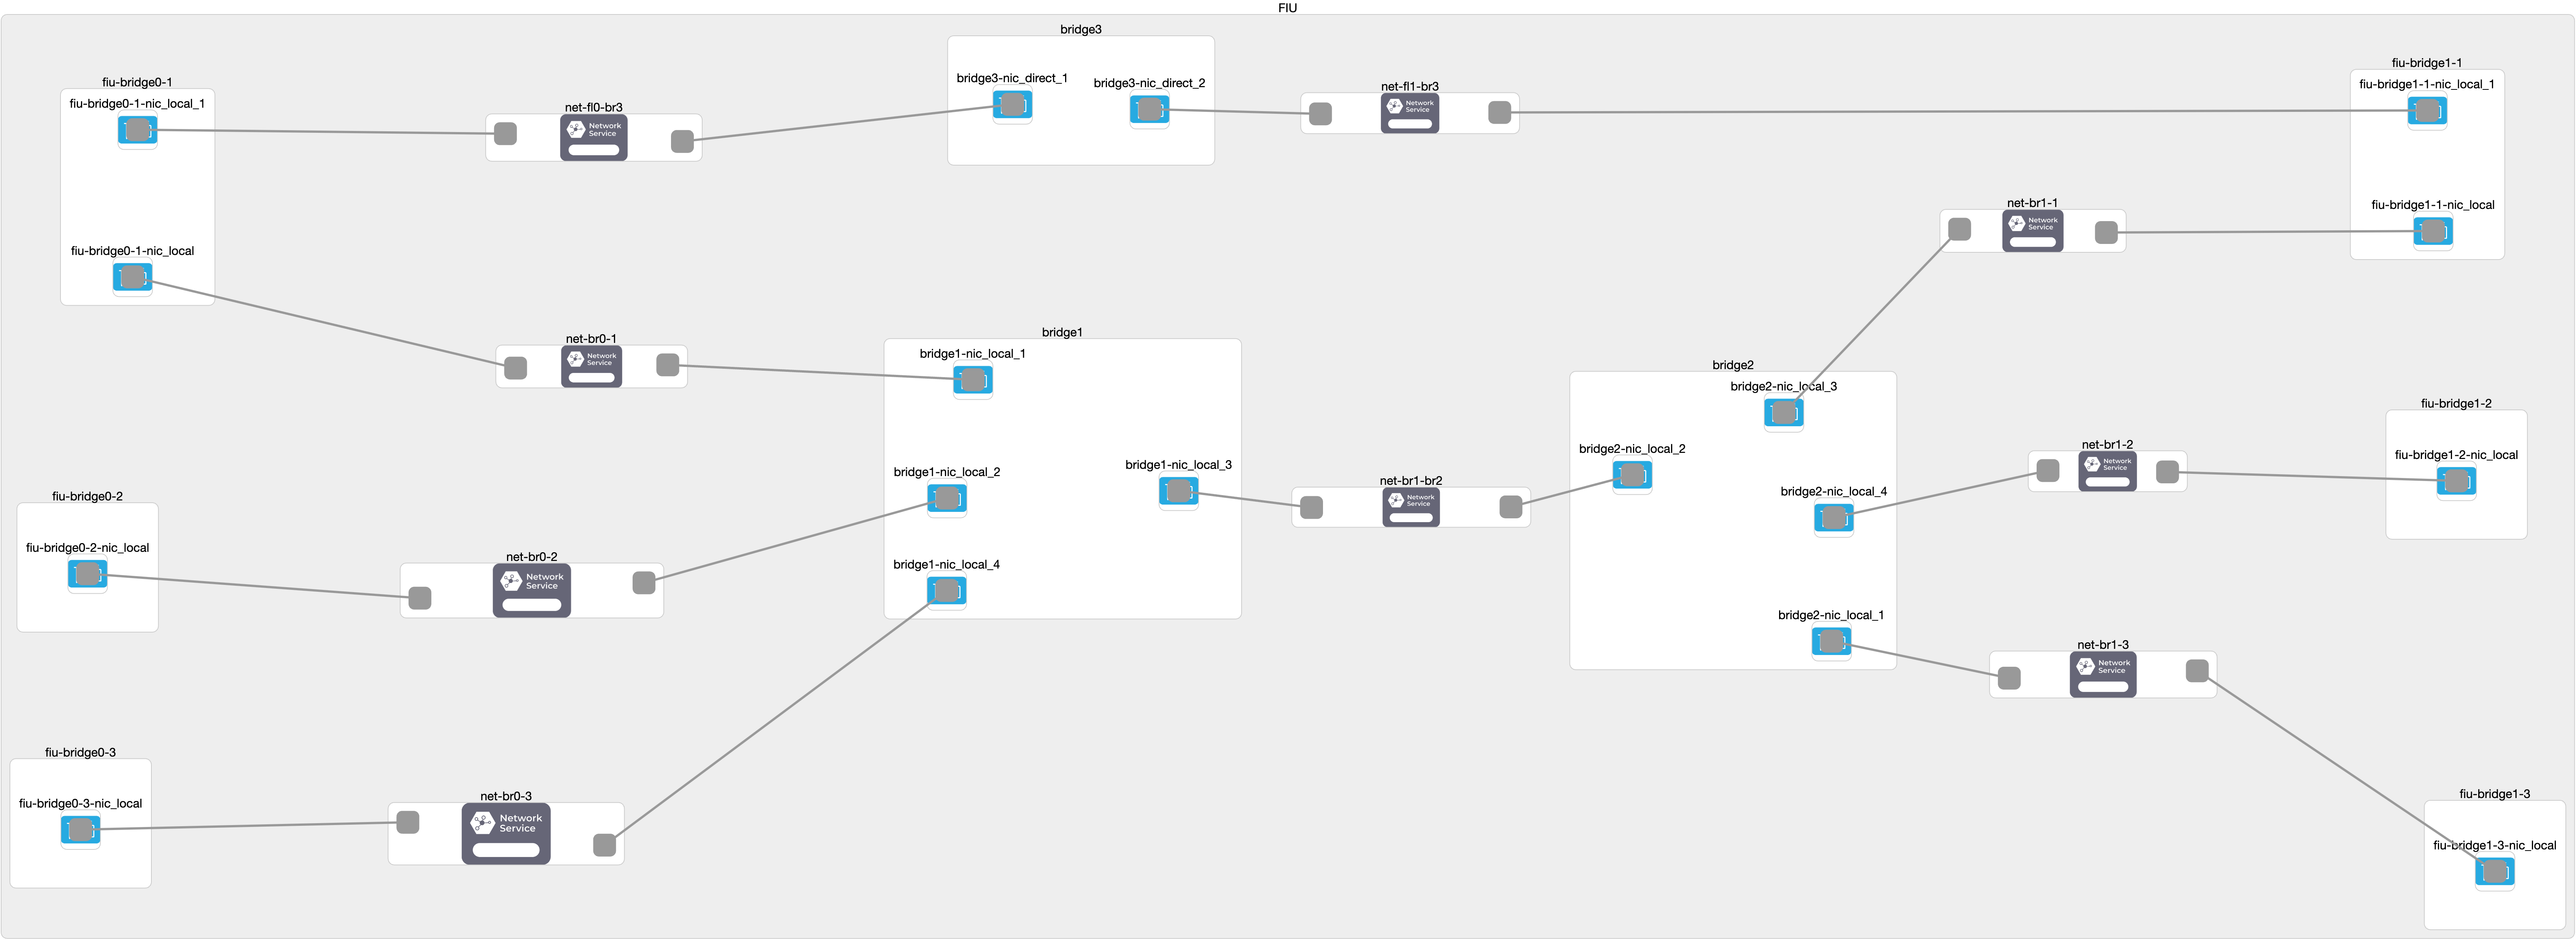 FIU
bridge3
bridge3-nic_direct_1
bridge3-nic_direct_2
fiu-bridge0-1
fiu-bridge0-1-nic_local_1
fiu-bridge0-1-nic_local
net-fl0-br3
Network
Service
net-fl1-br3
Network
Service
fiu-bridge1-1
fiu-bridge1-1-nic_local_1
fiu-bridge1-1-nic_local
net-br1-1
Network
Service
net-br0-1
Network
Service
bridge1
bridge1-nic_local_1
bridge1-nic_local_2
bridge1-nic_local_3
bridge1-nic_local_4
bridge2
bridge2-nic_local_3
bridge2-nic_local_2
bridge2-nic_local_4
bridge2-nic_local_1
net-br1-br2
Network
Service
net-br1-2
Network
Service
fiu-bridge1-2
fiu-bridge1-2-nic_local
fiu-bridge0-2
fiu-bridge0-2-nic_local
net-br0-2
Network
Service
net-br1-3
Network
Service
fiu-bridge0-3
fiu-bridge0-3-nic_local
net-br0-3
Network
Service
fiu-bridge1-3
fiu-bridge1-3-nic_local